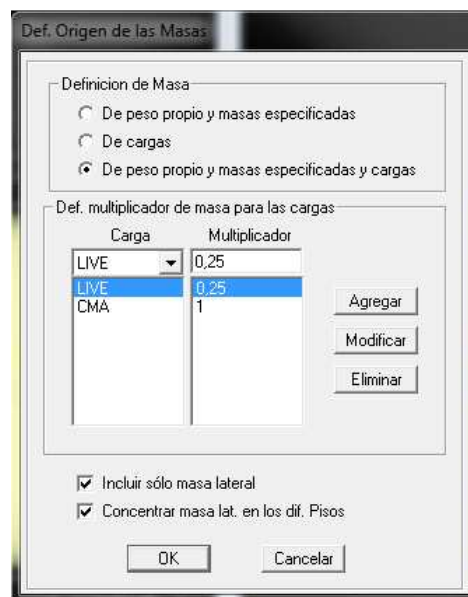 Def. Origen de las Masas
Definicion de Masa
De peso propio y masas especificadas
De cargas
De peso propio y masas especificadas y cargas
Def. multiplicador de masa para las cargas
Carga Multiplicador
LIVE 0,25
LIVE 0,25
CMA 1
Agregar
Modificar
Eliminar
Incluir sólo masa lateral
Concentrar masa lat. en los dif. Pisos
OK Cancelar